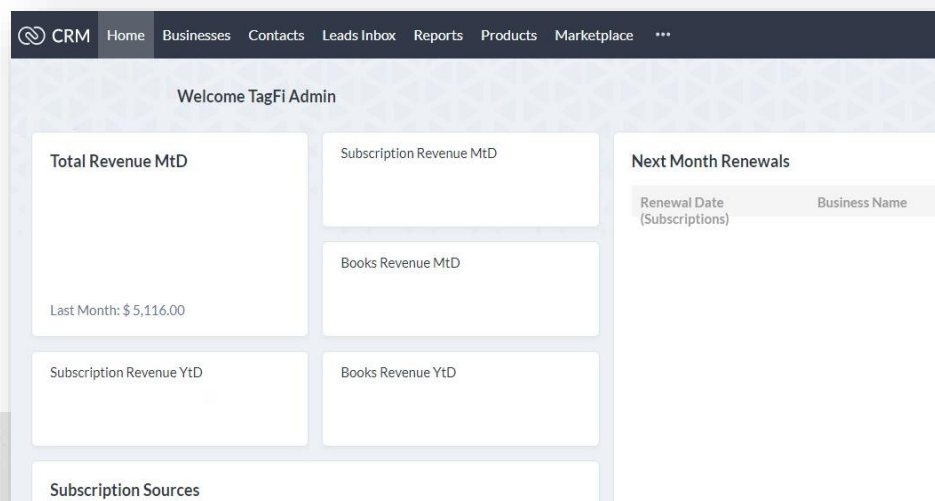 CRM Home Businesses Contacts Leads Inbox Reports Products Marketplace •••
Welcome TagFi Admin
Total Revenue MtD
Last Month: $ 5,116.00
Subscription Revenue MtD
Books Revenue MtD
Subscription Revenue YtD
Books Revenue YtD
Subscription Sources
Next Month Renewals
Renewal Date Business Name
(Subscriptions)